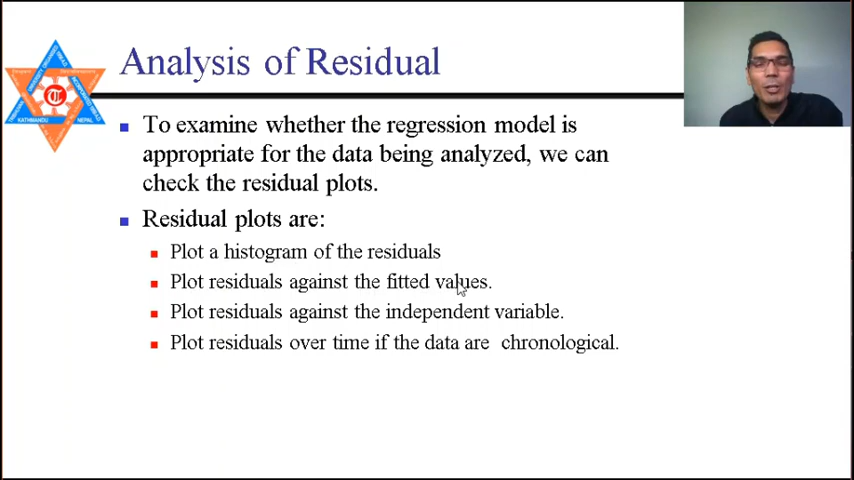 Analysis of Residual
To examine whether the regression model is
appropriate for the data being analyzed, we can
check the residual plots.
Residual plots are:
Plot a histogram of the residuals
Plot residuals against the fitted values.
Plot residuals against the independent variable.
Plot residuals over time if the data are chronological.
KATHMANDU
NEPAL